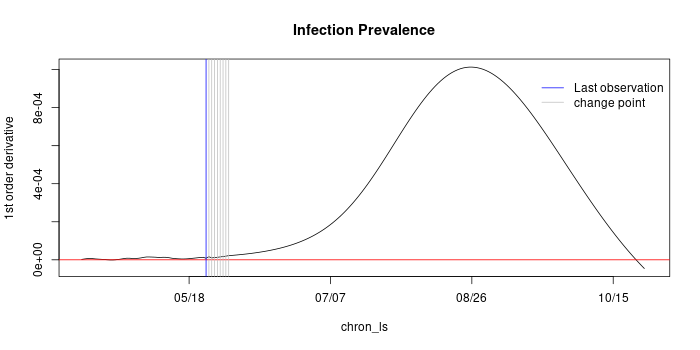 Infection Prevalence
1st order derivative
8e-04
4e-04
0e+00
Last observation
change point
05/18
07/07
08/26
10/15
chron_ls